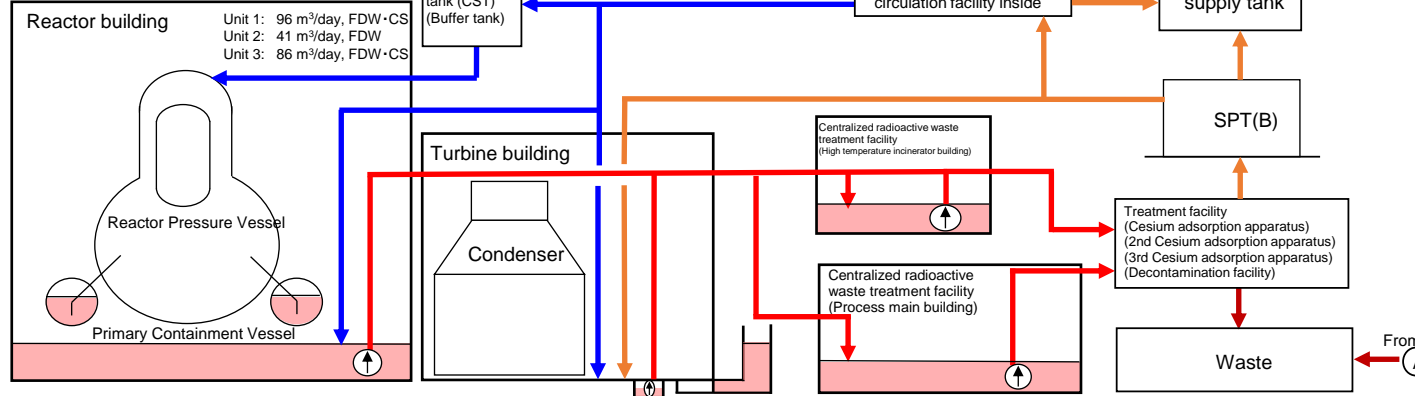 Reactor building
Unit 1: 96 m³/day, FDW・CS
Unit 2: 41 m³/day, FDW
Unit 3: 86 m³/day, FDW・CS
tank (CST)
(Buffer tank)
circulation facility inside
supply tank
SPT(B)
Centralized radioactive waste
treatment facility
(High temperature incinerator building)
Turbine building
Reactor Pressure Vessel
Condenser
Treatment facility
(Cesium adsorption apparatus)
(2nd Cesium adsorption apparatus)
(3rd Cesium adsorption apparatus)
(Decontamination facility)
Centralized radioactive
waste treatment facility
(Process main building)
Primary Containment Vessel
From
Waste